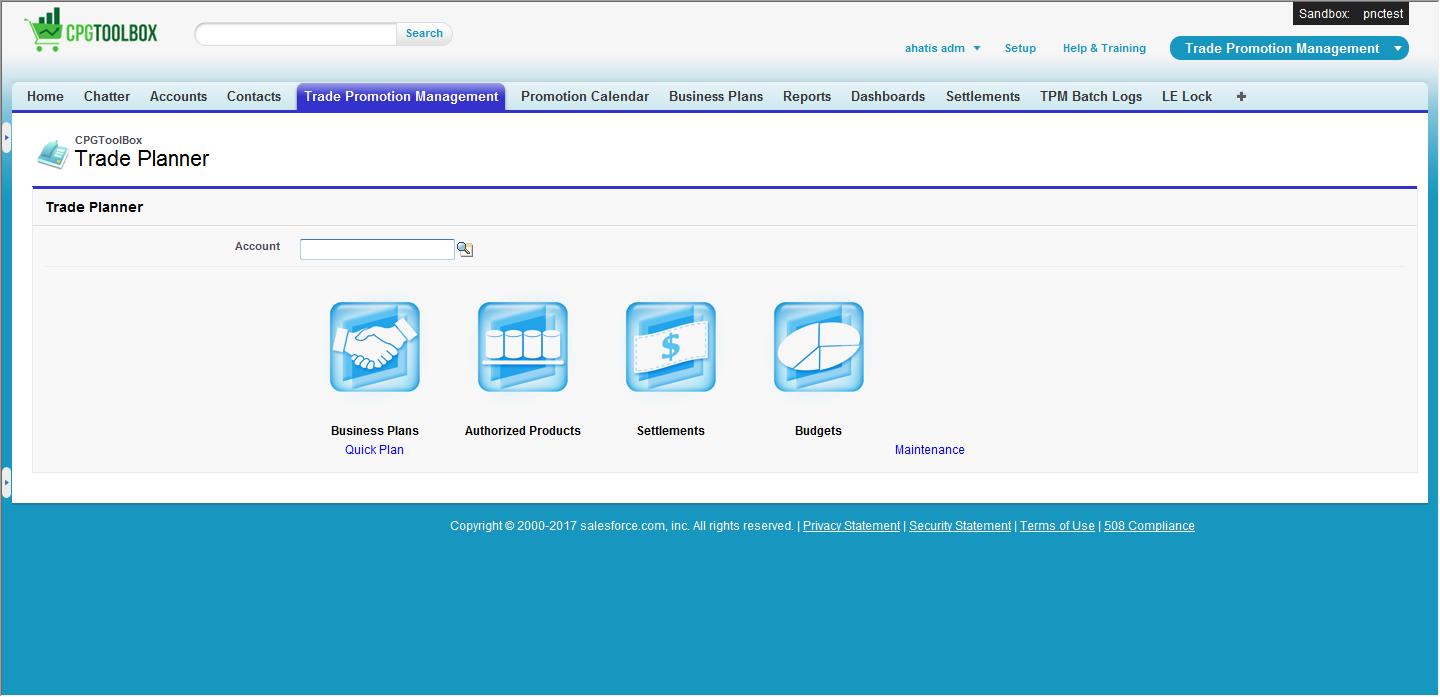 Sandbox: pnctest
CPGTOOLBOX
Search
ahatis adm Setup Help & Training Trade Promotion Management
Home Chatter Accounts Contacts Trade Promotion Management Promotion Calendar Business Plans Reports Dashboards Settlements TPM Batch Logs LE Lock +
CPGToolBox
Trade Planner
Trade Planner
Account
$
Business Plans Authorized Products Settlements Budgets
Quick Plan Maintenance
Copyright © 2000-2017 salesforce.com, inc. All rights reserved. | Privacy Statement | Security Statement | Terms of Use | 508 Compliance